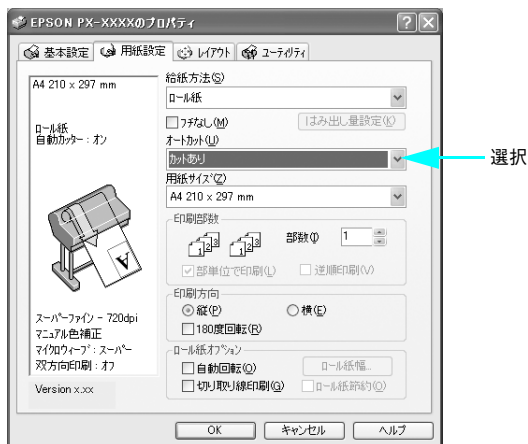 EPSON PX-XXXXのプロパティ
基本設定
用紙設定
レイアウト
ユーティリティ
A4 210 x 297 mm
ロール紙
自動カッター : オン
スーパーファイン - 720dpi
マニュアル色補正
マイクロウィーブ : スーパー
双方向印刷 : オフ
Version x.xx
給紙方法(S)
ロール紙
フチなし(M)
はみ出し量設定(K)
オートカット(U)
カットあり
選択
用紙サイズ(Z)
A4 210 x 297 mm
印刷部数
部数(I)
1
部単位で印刷(L)
逆順印刷(V)
印刷方向
縦(P)
横(E)
180度回転(R)
ロール紙オプション
自動回転(O)
ロール紙幅...
切り取り線印刷(G)
ロール紙節約(O)
OK
キャンセル
ヘルプ